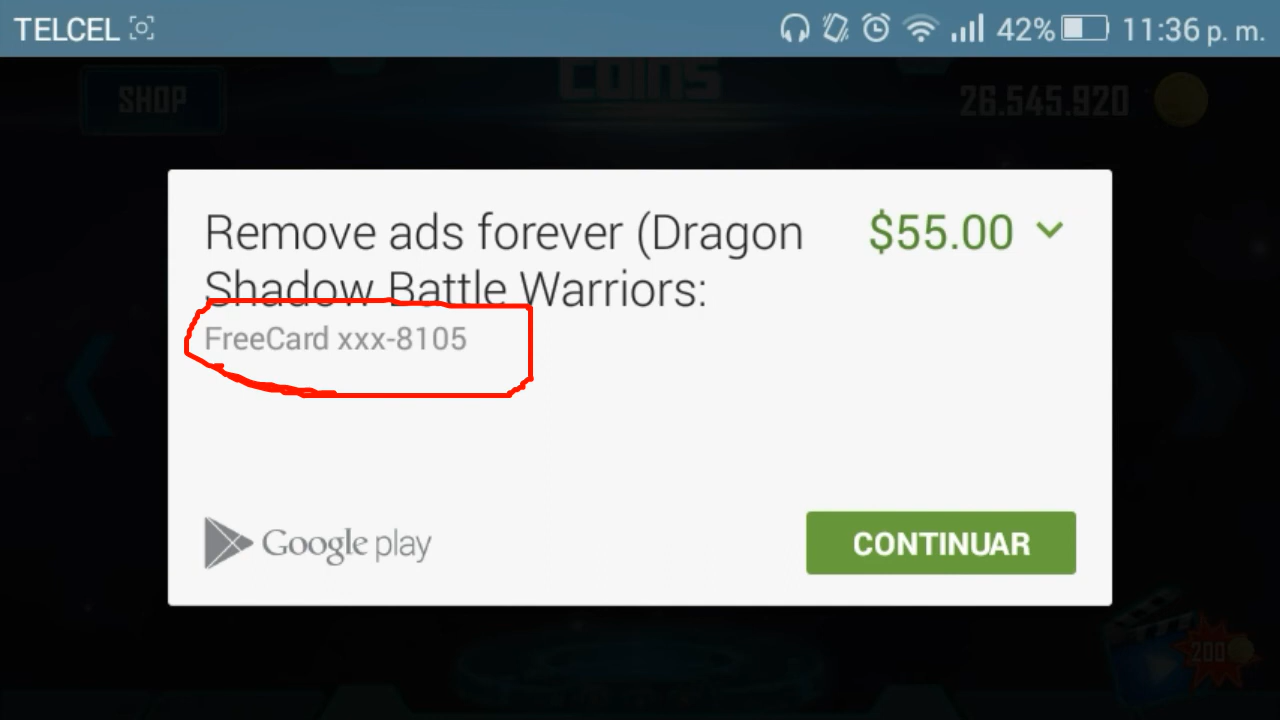 TELCEL 42% 11:36 p. m.
SHOP
coins
26.545.920
Remove ads forever (Dragon
Shadow Battle Warriors:
$55.00
FreeCard xxx-8105
Google play
CONTINUAR
200